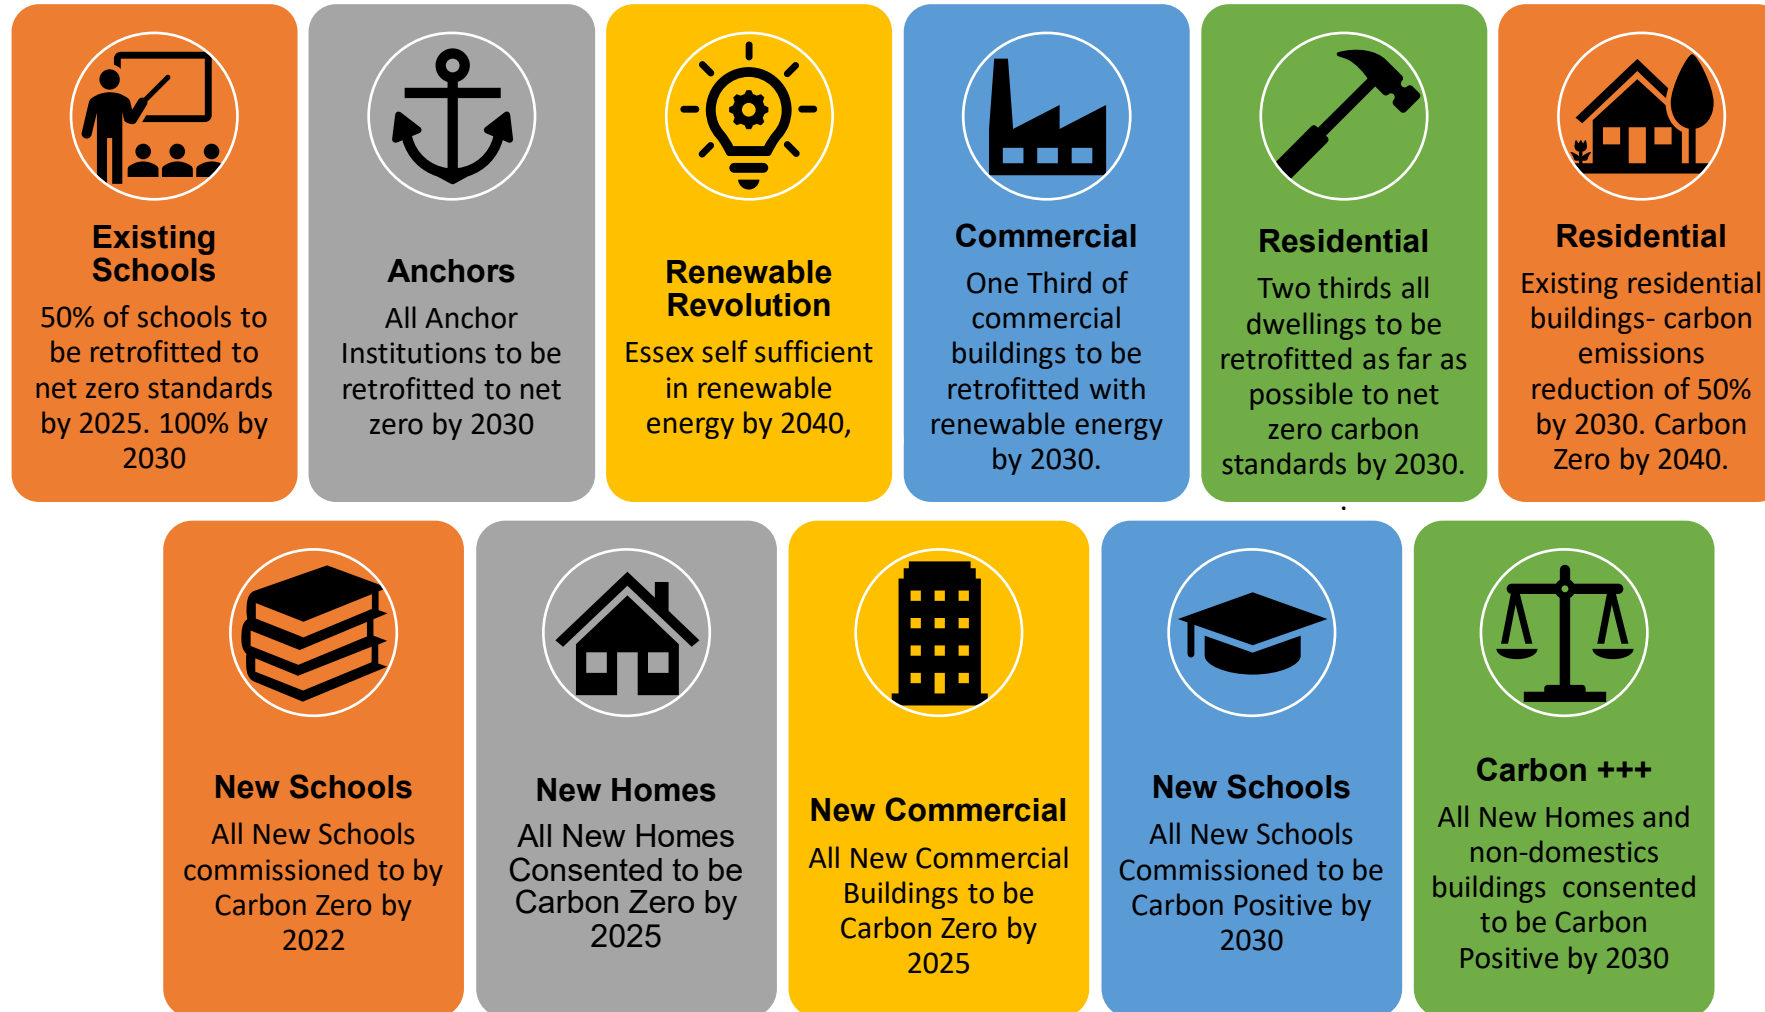 Existing
Schools
50% of schools to
be retrofitted to
net zero standards
by 2025. 100% by
2030
Anchors
All Anchor
Institutions to be
retrofitted to net
zero by 2030
Renewable
Revolution
Essex self sufficient
in renewable
energy by 2040,
Commercial
One Third of
commercial
buildings to be
retrofitted with
renewable energy
by 2030.
Residential
Two thirds all
dwellings to be
retrofitted as far as
possible to net
zero carbon
standards by 2030.
.
Residential
Existing residential
buildings- carbon
emissions
reduction of 50%
by 2030. Carbon
Zero by 2040.
New Schools
All New Schools
commissioned to by
Carbon Zero by
2022
New Homes
All New Homes
Consented to be
Carbon Zero by
2025
New Commercial
All New Commercial
Buildings to be
Carbon Zero by
2025
New Schools
All New Schools
Commissioned to be
Carbon Positive by
2030
Carbon +++
All New Homes and
non-domestics
buildings consented
to be Carbon
Positive by 2030